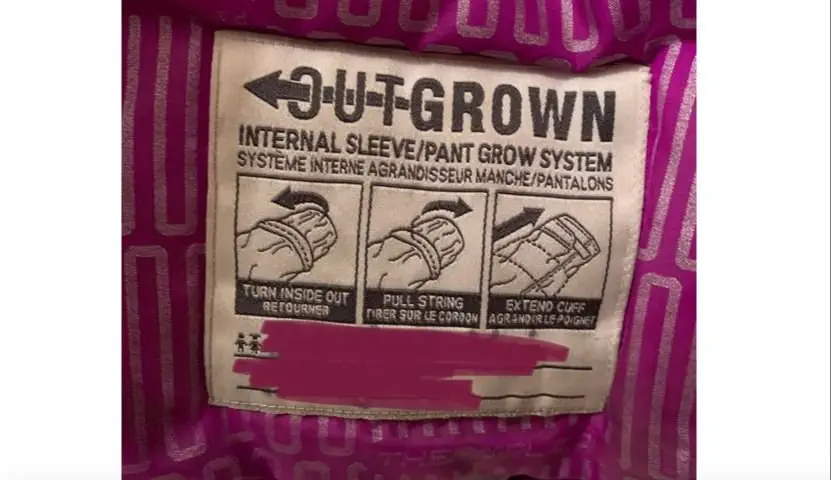 OUTGROWN
INTERNAL SLEEVE/PANT GROW SYSTEM
SYSTÈME INTERNE AGRANDISSEUR MANCHE/PANTALONS
TURN INSIDE OUT
RETOURNER
PULL STRING
TIRER SUR LE CORDON
EXTEND CUFF
AGRANDIR LE POIGNET